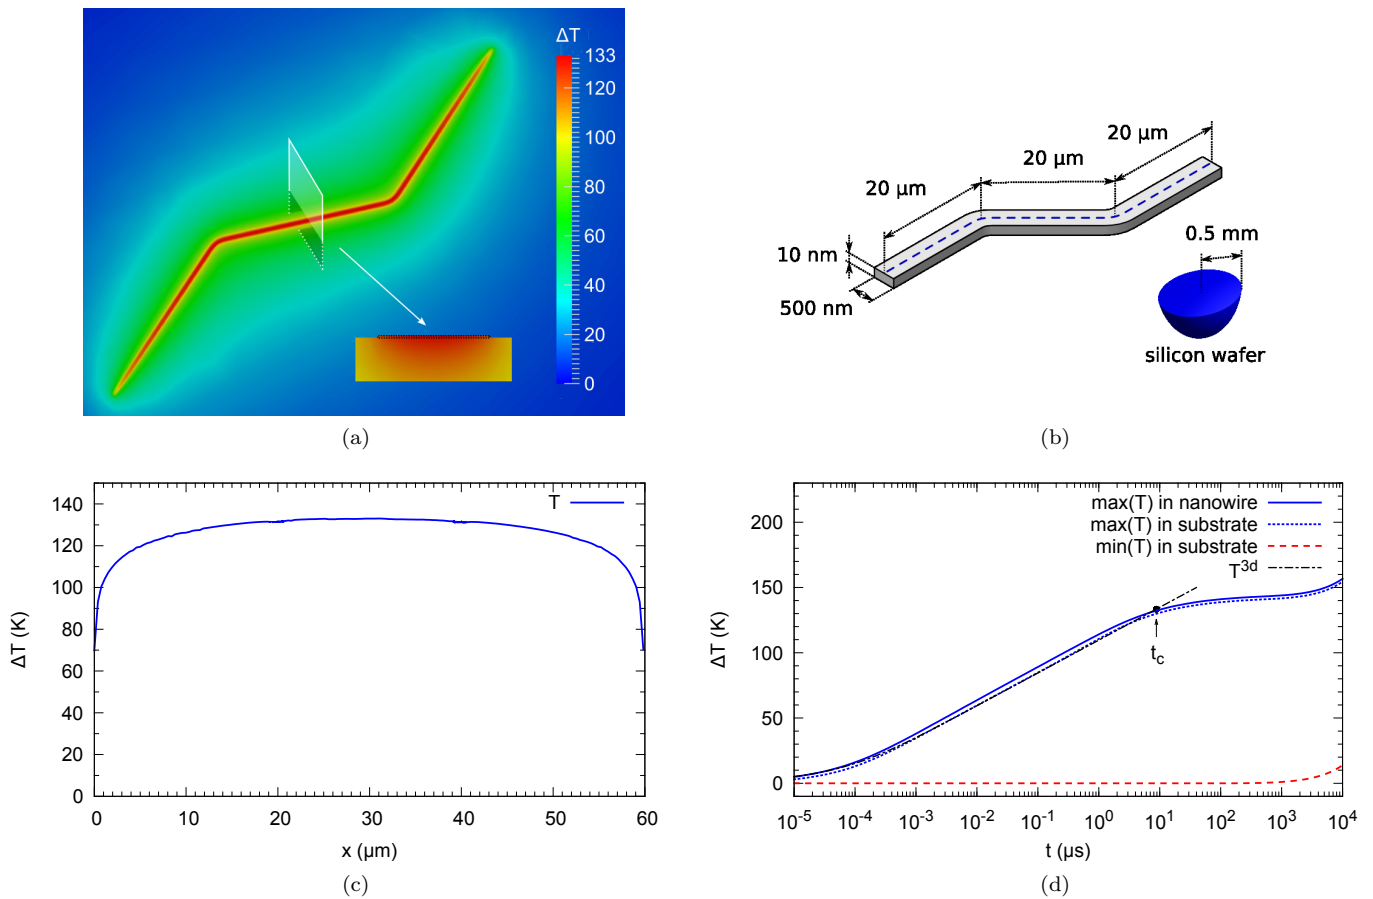 ΔT
133
120
100
80
60
40
20
0
(a)
20 µm
20 µm
20 µm
10 nm
500 nm
0.5 mm
silicon wafer
(b)
140
120
100
80
60
40
20
0
ΔT (K)
T
0 10 20 30 40 50 60
x (µm)
(c)
200
150
100
50
0
ΔT (K)
max(T) in nanowire
max(T) in substrate
min(T) in substrate
T³ᵈ
t_c
10⁻⁵ 10⁻⁴ 10⁻³ 10⁻² 10⁻¹ 10⁰ 10¹ 10² 10³ 10⁴
t (µs)
(d)